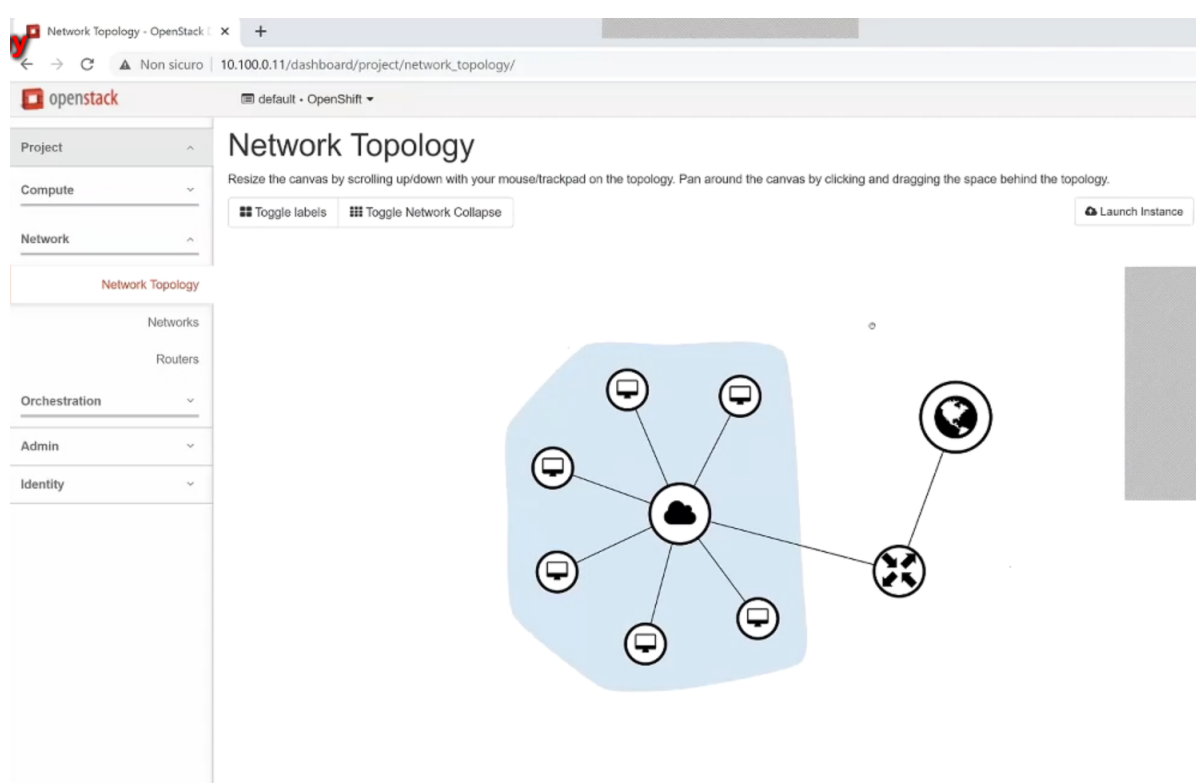 Network Topology - OpenStack
Non sicuro 10.100.0.11/dashboard/project/network_topology/
openstack
default • OpenShift
Project
Network Topology
Resize the canvas by scrolling up/down with your mouse/trackpad on the topology. Pan around the canvas by clicking and dragging the space behind the topology.
Compute
Toggle labels Toggle Network Collapse Launch Instance
Network
Network Topology
Networks
Routers
Orchestration
Admin
Identity